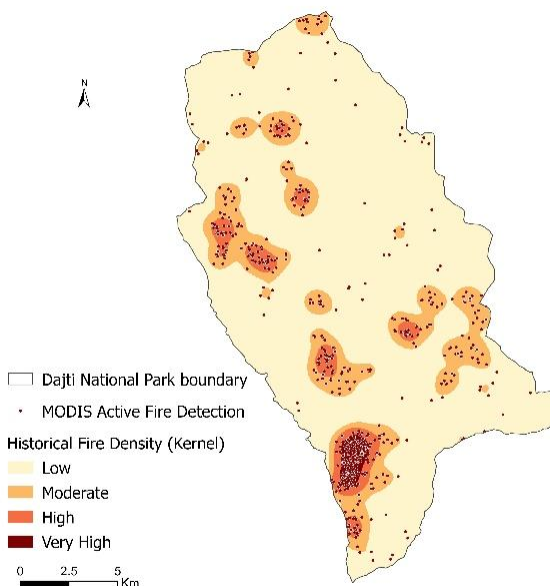 N
Dajti National Park boundary
MODIS Active Fire Detection
Historical Fire Density (Kernel)
Low
Moderate
High
Very High
0 2.5 5
Km